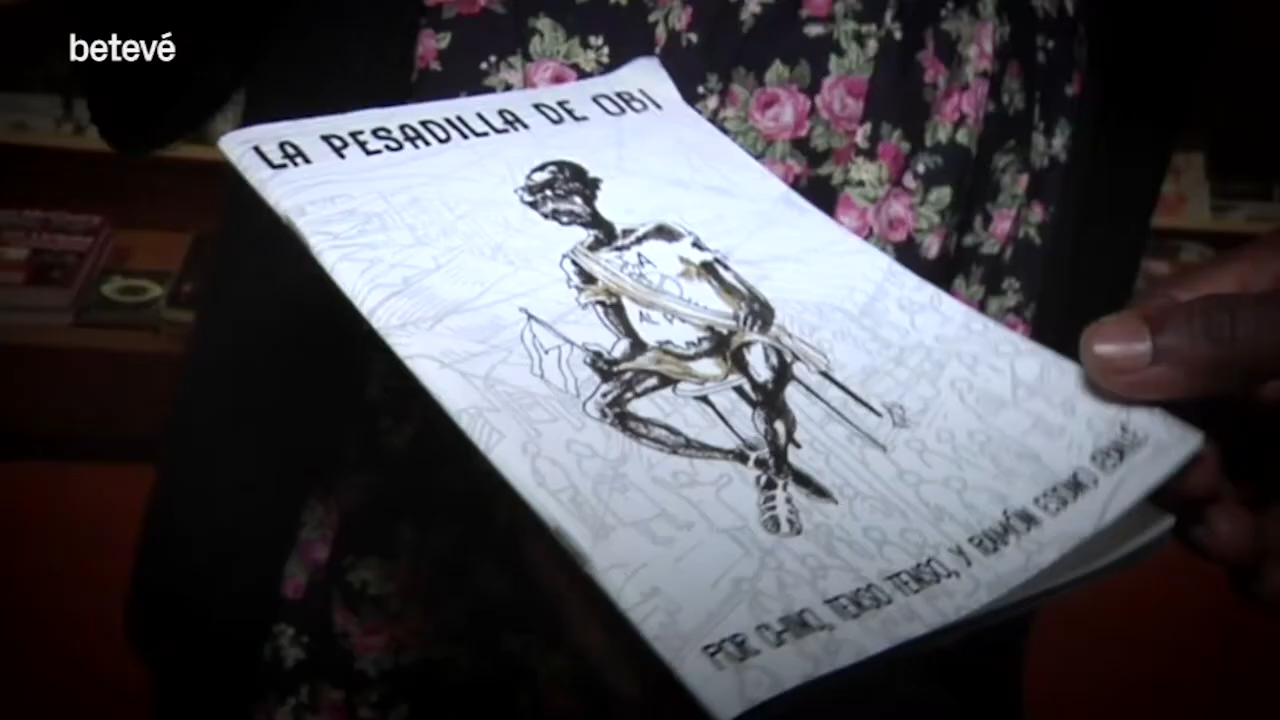 betevé
LA PESADILLA DE OBI
POR CHINO, TENSO TENSO, Y RAMÓN ESONO EBALÉ